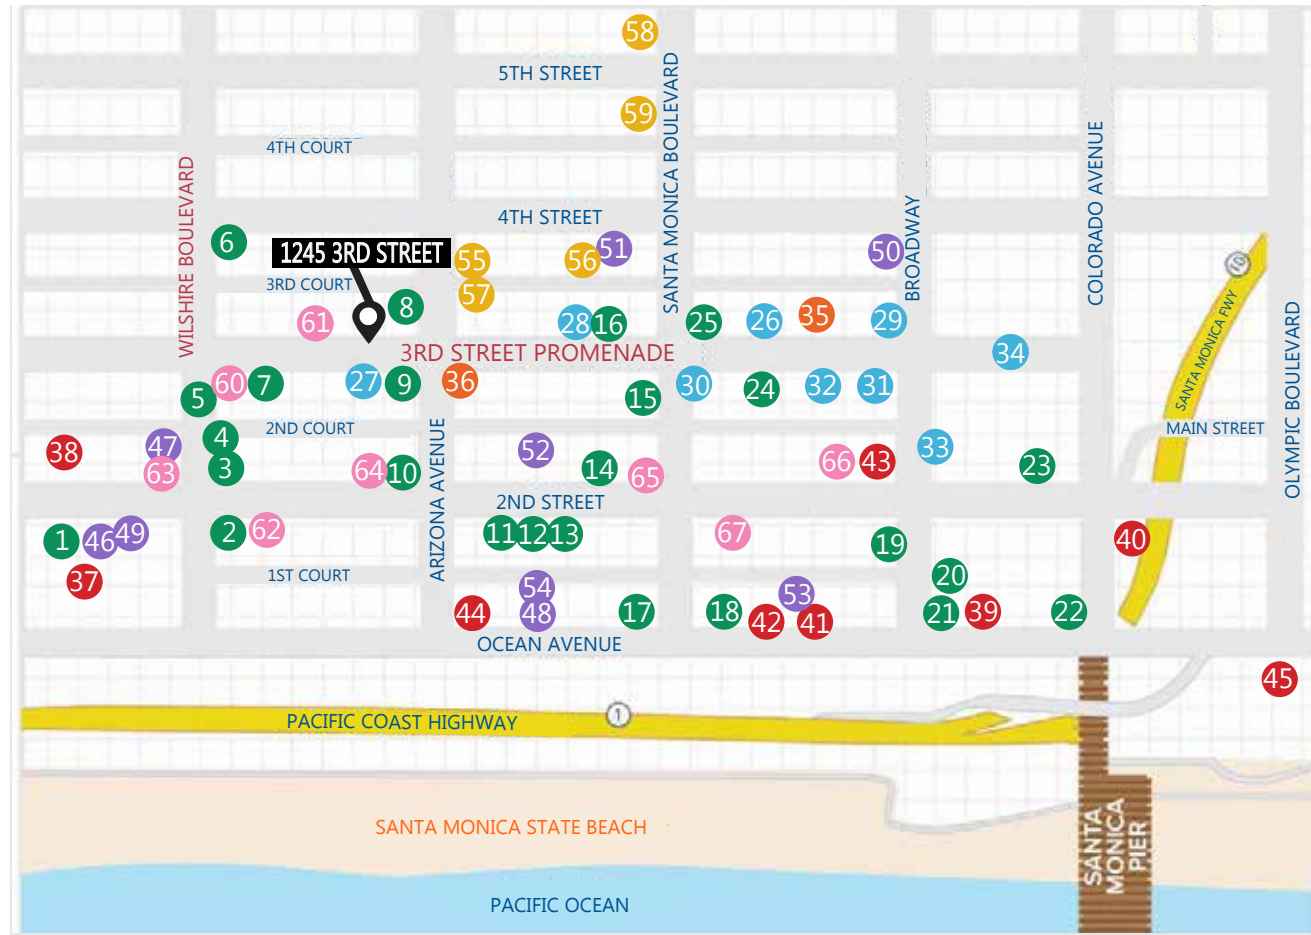 58
5TH STREET
SANTA MONICA BOULEVARD
59
4TH COURT
WILSHIRE BOULEVARD
COLORADO AVENUE
BROADWAY
4TH STREET
6
1245 3RD STREET
51
50
55
56
10
3RD COURT
57
SANTA MONICA FWY
OLYMPIC BOULEVARD
61
8
28
16
25
26
35
29
34
3RD STREET PROMENADE
5
60
7
27
9
36
15
30
24
32
31
4
2ND COURT
ARIZONA AVENUE
MAIN STREET
38
47
63
3
64
10
52
14
65
66
43
33
23
2ND STREET
1
46
49
2
62
11
12
13
67
19
40
37
1ST COURT
54
53
20
44
48
17
18
42
41
21
39
22
OCEAN AVENUE
45
PACIFIC COAST HIGHWAY
1
SANTA MONICA STATE BEACH
SANTA
MONICA
PIER
PACIFIC OCEAN